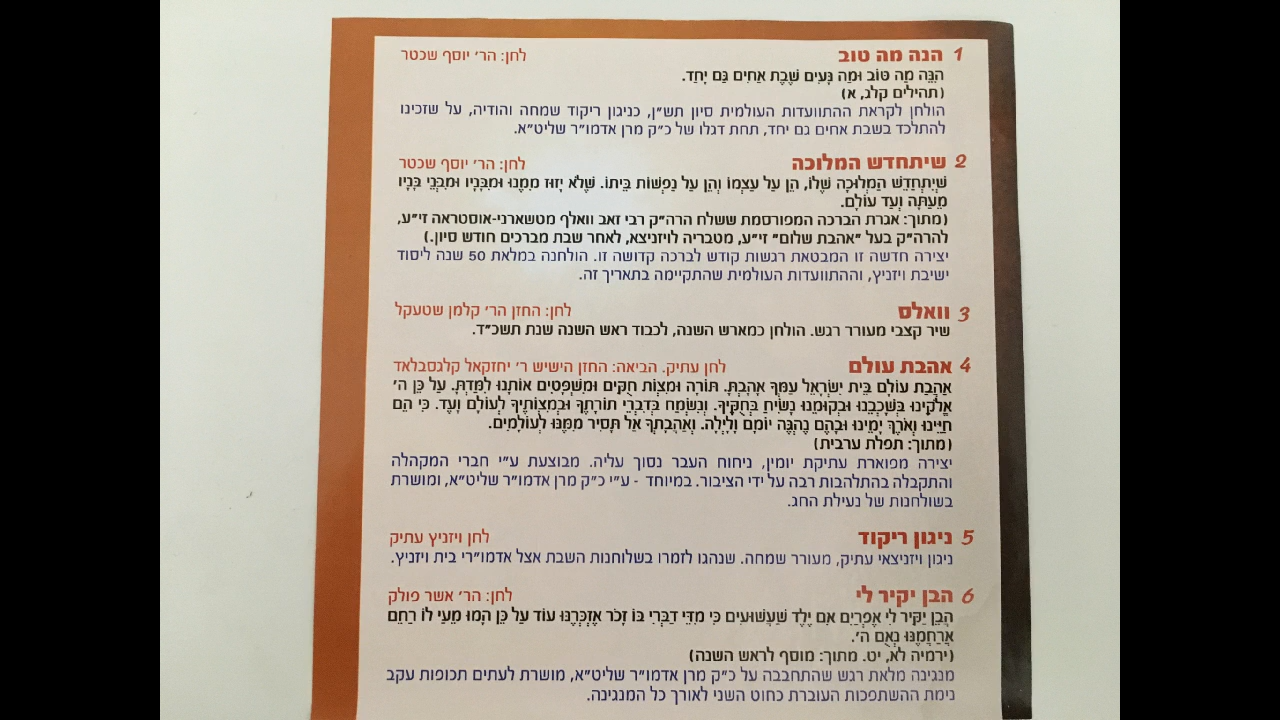 1 הנה מה טוב לחן: הר׳ יוסף שכטר
הִנֵּה מַה טּוֹב וּמַה נָּעִים שֶׁבֶת אַחִים גַּם יָחַד.
(תהילים קלג, א)
הולחן לקראת ההתוועדות העולמית סיון תש״ן, כניגון ריקוד שמחה והודיה, על שזכינו
להתלכד בשבת אחים גם יחד, תחת דגלו של כ״ק מרן אדמו״ר שליט״א.
2 שיתחדש המלוכה לחן: הר׳ יוסף שכטר
שֶׁיִּתְחַדֵּשׁ הַמְּלוּכָה שֶׁלּוֹ, הֵן עַל עַצְמוֹ וְהֵן עַל נַפְשׁוֹת בֵּיתוֹ. שֶׁלֹּא יָזוּז מִמֶּנּוּ וּמִבָּנָיו וּמִבְּנֵי בָּנָיו
מֵעַתָּה וְעַד עוֹלָם.
(מתוך: אגרת הברכה המפורסמת ששלח הרה״ק רבי זאב וואלף מטשארני-אוסטראה זי״ע,
להרה״ק בעל ״אהבת שלום״ זי״ע, מטבריה לויזניצא, לאחר שבת מברכים חודש סיון.)
יצירה חדשה זו המבטאת רגשות קודש לברכה קדושה זו. הולחנה במלאת 50 שנה ליסוד
ישיבת ויזניץ, וההתוועדות העולמית שהתקיימה בתאריך זה.
3 וואלס לחן: החזן הר׳ קלמן שטעקל
שיר קצבי מעורר רגש. הולחן כמארש השנה, לכבוד ראש השנה שנת תשכ״ד.
4 אהבת עולם לחן עתיק. הביאה: החזן הישיש ר׳ יחזקאל קלגסבלאד
אַהֲבַת עוֹלָם בֵּית יִשְׂרָאֵל עַמְּךָ אָהָבְתָּ. תּוֹרָה וּמִצְוֹת חֻקִּים וּמִשְׁפָּטִים אוֹתָנוּ לִמַּדְתָּ. עַל כֵּן ה׳
אֱלֹקֵינוּ בְּשָׁכְבֵנוּ וּבְקוּמֵנוּ נָשִׂיחַ בְּחֻקֶּיךָ. וְנִשְׂמַח בְּדִבְרֵי תוֹרָתֶךָ וּבְמִצְוֹתֶיךָ לְעוֹלָם וָעֶד. כִּי הֵם
חַיֵּינוּ וְאֹרֶךְ יָמֵינוּ וּבָהֶם נֶהְגֶּה יוֹמָם וָלָיְלָה. וְאַהֲבָתְךָ אַל תָּסִיר מִמֶּנּוּ לְעוֹלָמִים.
(מתוך: תפלת ערבית)
יצירה מפוארת עתיקת יומין, ניחוח העבר נסוך עליה. מבוצעת ע״י חברי המקהלה
והתקבלה בהתלהבות רבה על ידי הציבור. במיוחד - ע״י כ״ק מרן אדמו״ר שליט״א, ומושרת
בשולחנות של נעילת החג.
5 ניגון ריקוד לחן ויזניץ עתיק
ניגון ויזניצאי עתיק, מעורר שמחה. שנהגו לזמרו בשלוחנות השבת אצל אדמו״רי בית ויזניץ.
6 הבן יקיר לי לחן: הר׳ אשר פולק
הֲבֵן יַקִּיר לִי אֶפְרַיִם אִם יֶלֶד שַׁעֲשׁוּעִים כִּי מִדֵּי דַבְּרִי בּוֹ זָכֹר אֶזְכְּרֶנּוּ עוֹד עַל כֵּן הָמוּ מֵעַי לוֹ רַחֵם
אֲרַחֲמֶנּוּ נְאֻם ה׳.
(ירמיה לא, יט. מתוך: מוסף לראש השנה)
מנגינה מלאת רגש שהתחבבה על כ״ק מרן אדמו״ר שליט״א, מושרת לעתים תכופות עקב
נימת ההשתפכות העוברת כחוט השני לאורך כל המנגינה.